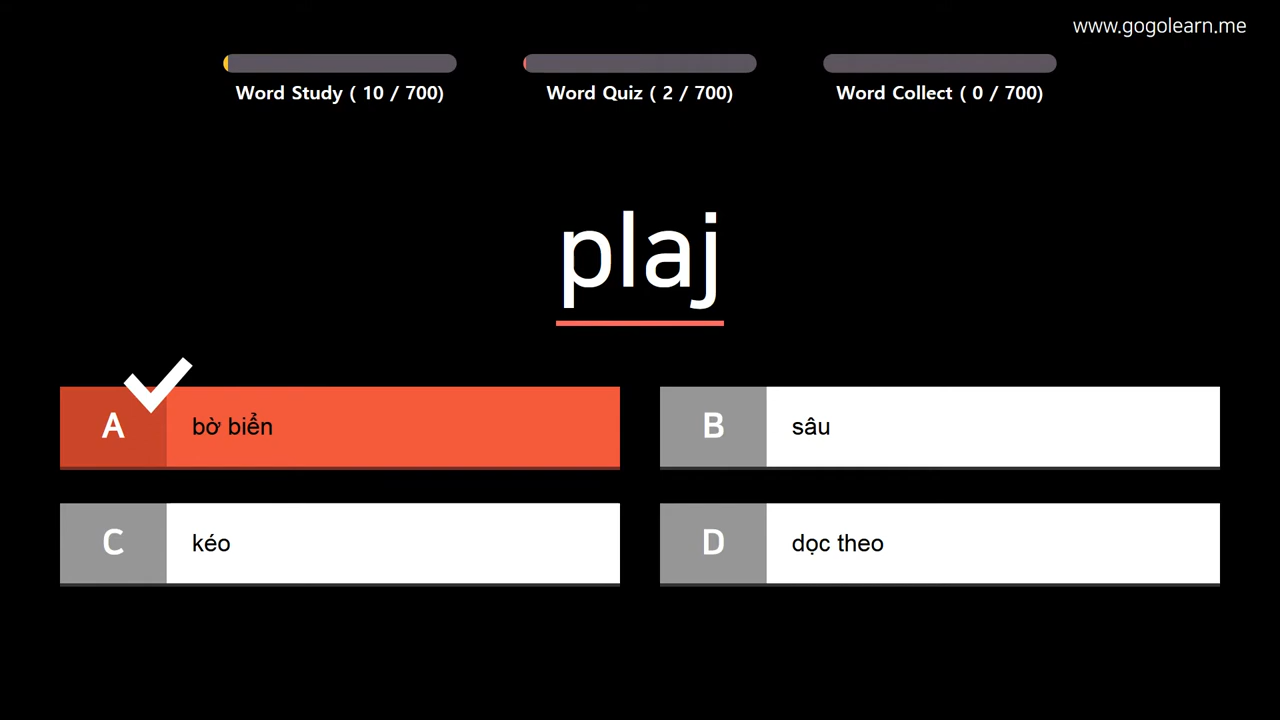 www.gogolearn.me
Word Study ( 10 / 700)
Word Quiz ( 2 / 700)
Word Collect ( 0 / 700)
plaj
A bờ biển
B sâu
C kéo
D dọc theo